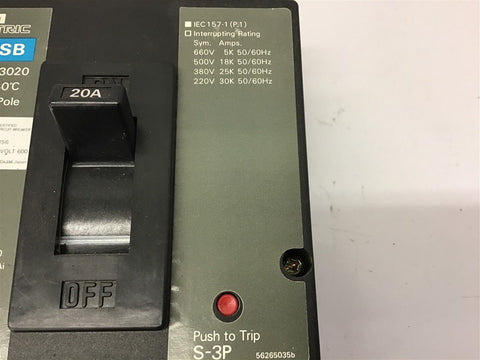 TRIC
SB
3020
0℃
Pole
20A
OFF
■ IEC 157-1 (P.1)
□ Interrupting Rating
Sym. Amps.
660V 5K 50/60Hz
500V 18K 50/60Hz
380V 25K 50/60Hz
220V 30K 50/60Hz
Push to Trip
S-3P
56265035b